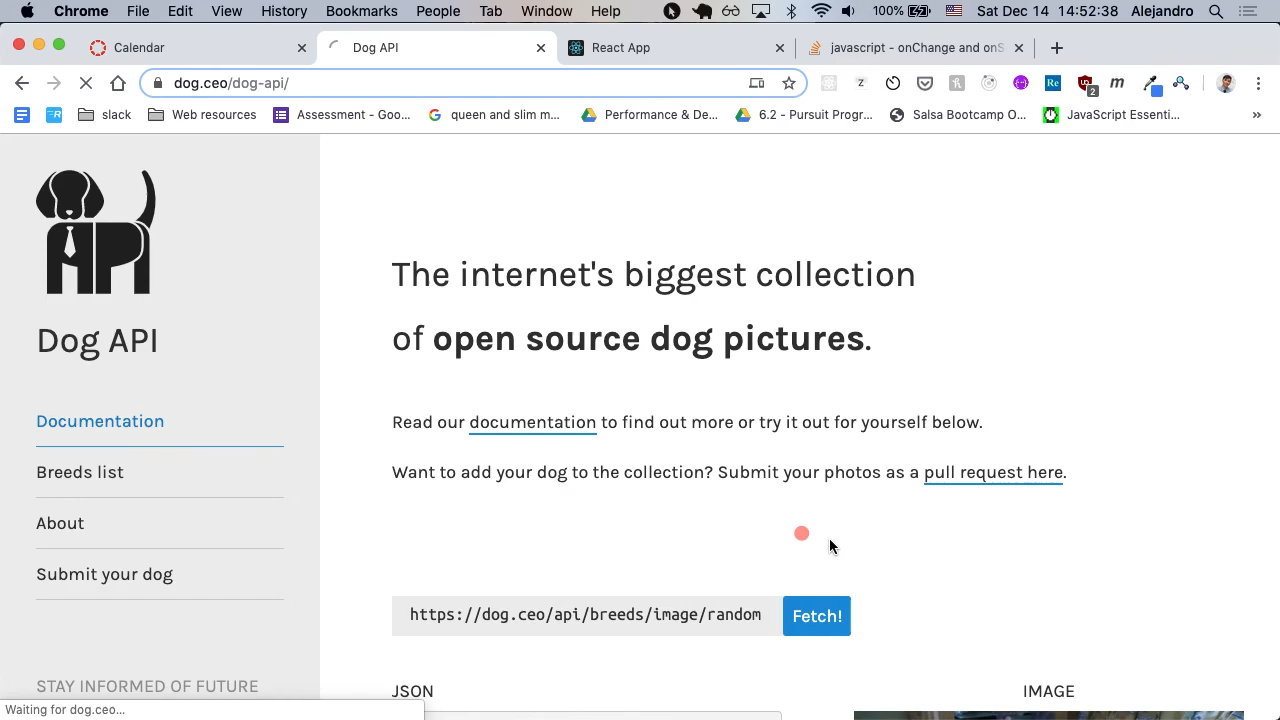 Chrome File Edit View History Bookmarks People Tab Window Help 100% Sat Dec 14 14:52:38 Alejandro
Calendar Dog API React App javascript - onChange and onS
dog.ceo/dog-api/ Z Re 2 m
slack Web resources Assessment - Goo... queen and slim m... Performance & De... 6.2 - Pursuit Progr... Salsa Bootcamp O... JavaScript Essenti... »
Dog API
Documentation
Breeds list
About
Submit your dog
STAY INFORMED OF FUTURE
The internet's biggest collection
of open source dog pictures.
Read our documentation to find out more or try it out for yourself below.
Want to add your dog to the collection? Submit your photos as a pull request here.
https://dog.ceo/api/breeds/image/random Fetch!
JSON IMAGE
Waiting for dog.ceo...